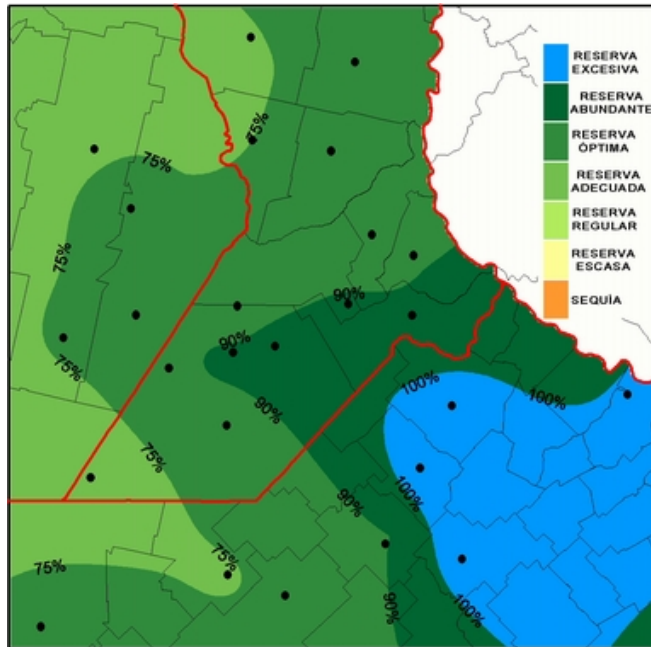 RESERVA
EXCESIVA
RESERVA
ABUNDANTE
RESERVA
ÓPTIMA
RESERVA
ADECUADA
RESERVA
REGULAR
RESERVA
ESCASA
SEQUÌA
75%
75%
75%
90%
90%
75%
100%
100%
90%
75%
100%
90%
75%
75%
90%
100%